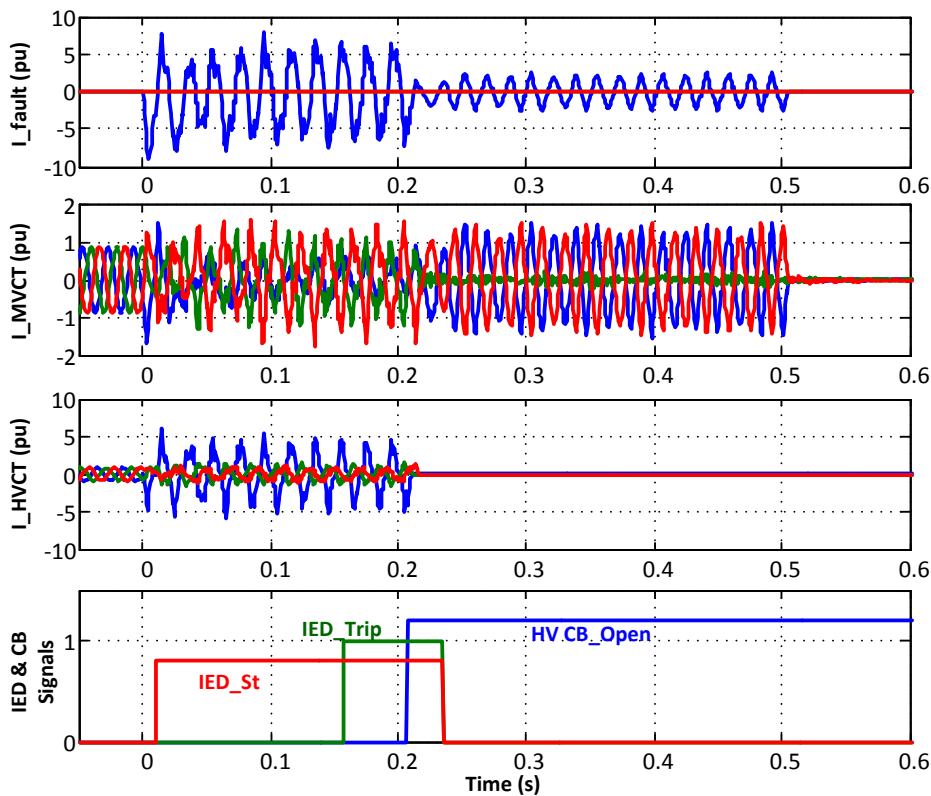 I_fault (pu)
10
5
0
-5
-10
0 0.1 0.2 0.3 0.4 0.5 0.6
I_MVCT (pu)
2
1
0
-1
-2
0 0.1 0.2 0.3 0.4 0.5 0.6
I_HVCT (pu)
10
5
0
-5
-10
0 0.1 0.2 0.3 0.4 0.5 0.6
IED & CB
Signals
1
0
IED_Trip
HV CB_Open
IED_St
0 0.1 0.2 0.3 0.4 0.5 0.6
Time (s)